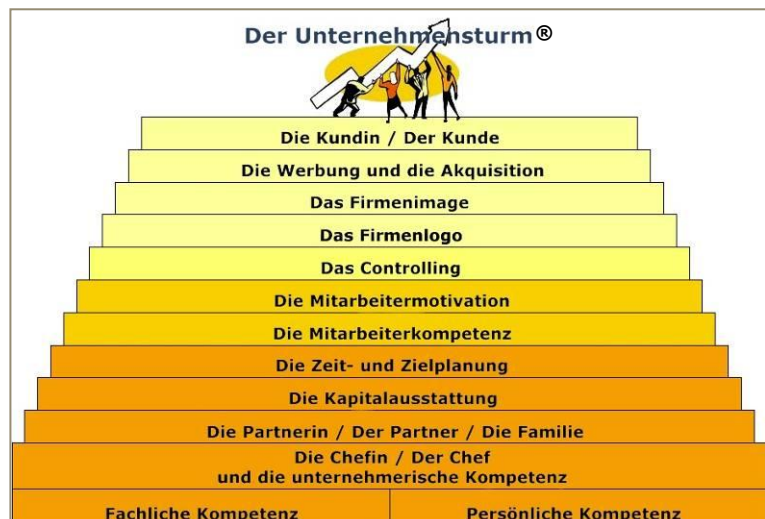 Der Unternehmensturm®
Die Kundin / Der Kunde
Die Werbung und die Akquisition
Das Firmenimage
Das Firmenlogo
Das Controlling
Die Mitarbeitermotivation
Die Mitarbeiterkompetenz
Die Zeit- und Zielplanung
Die Kapitalausstattung
Die Partnerin / Der Partner / Die Familie
Die Chefin / Der Chef
und die unternehmerische Kompetenz
Fachliche Kompetenz
Persönliche Kompetenz